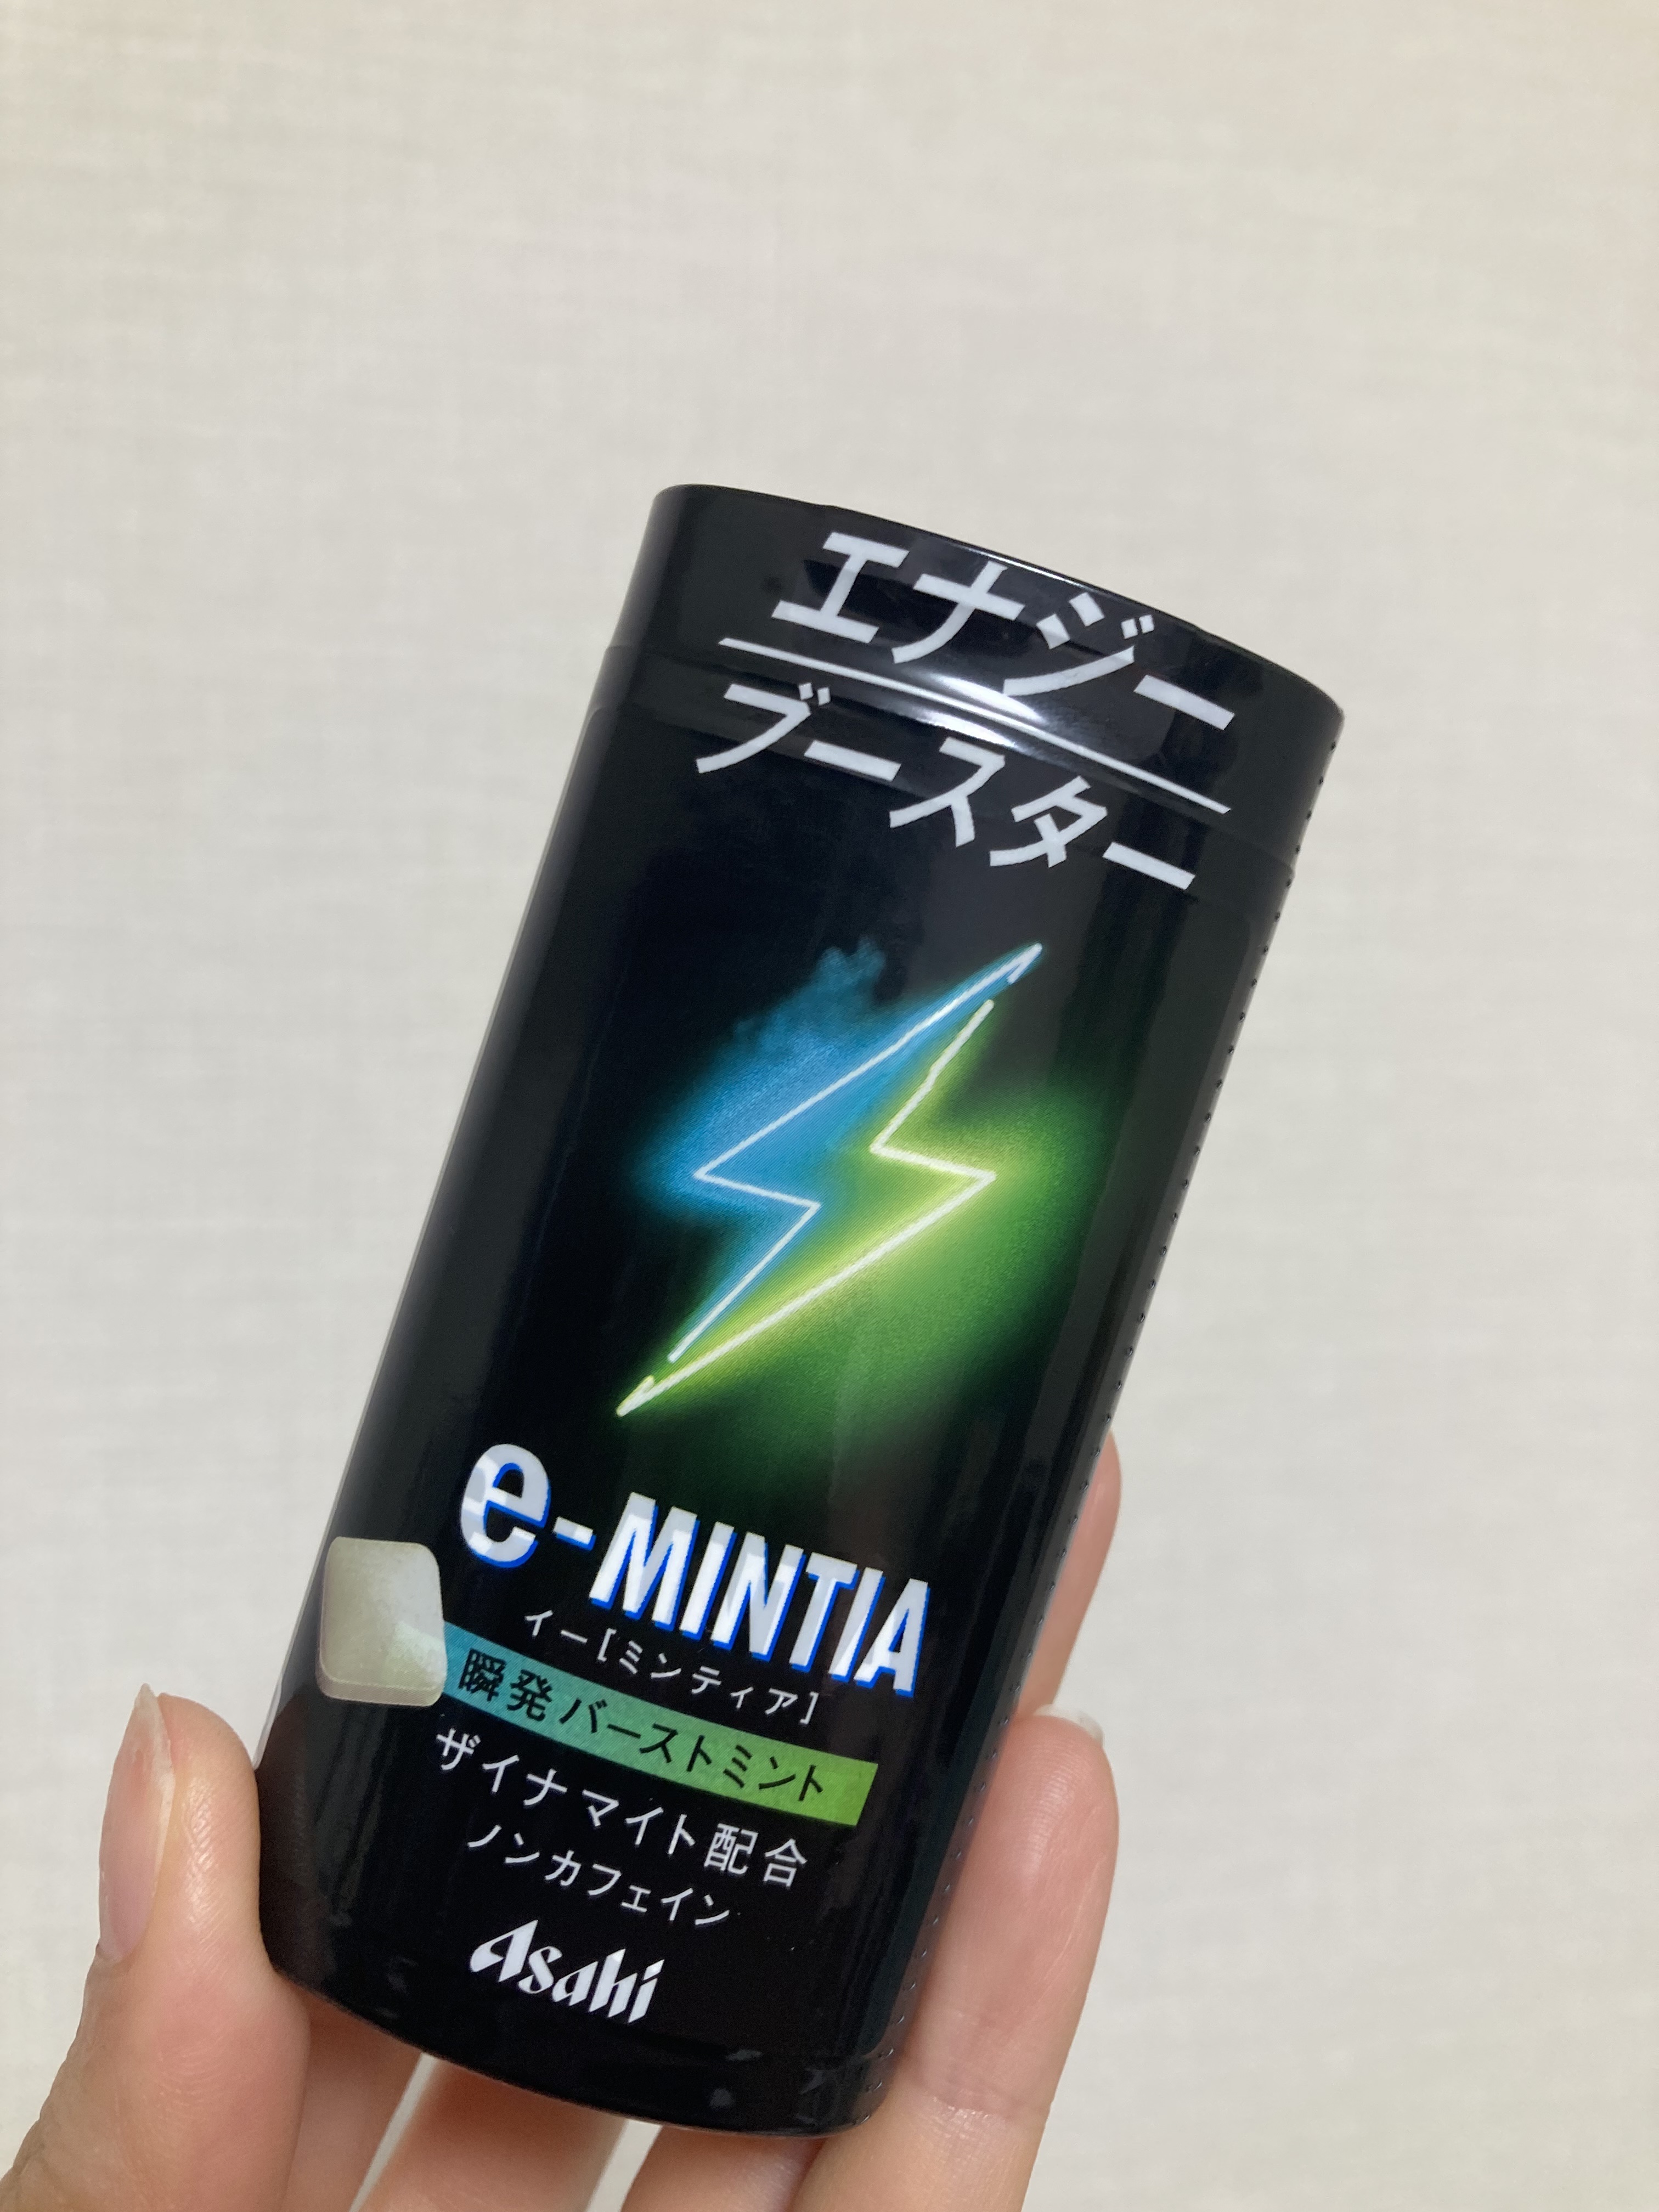 エナジー
ブースター
e-MINTIA
イー[ミンティア]
瞬発バーストミント
ザイナマイト配合
ノンカフェイン
Asahi